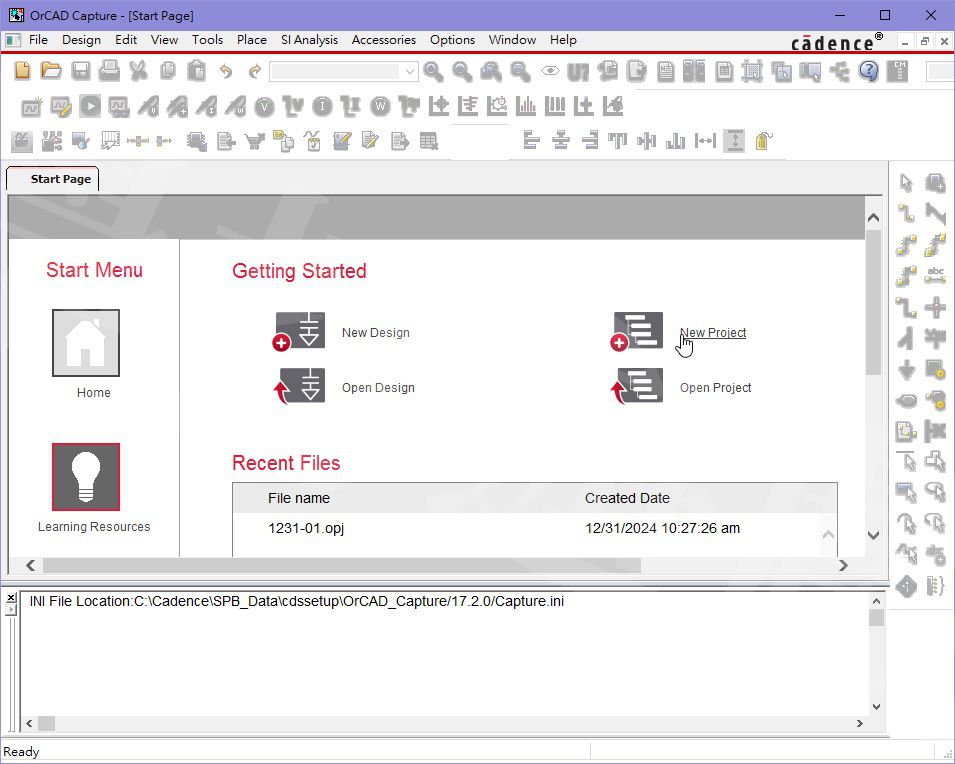 OrCAD Capture - [Start Page]
File Design Edit View Tools Place SI Analysis Accessories Options Window Help
cādence®
U?
CM
V
I
W
Start Page
abc
Start Menu
Getting Started
New Design
New Project
Home
Open Design
Open Project
Recent Files
File name Created Date
Learning Resources
1231-01.opj 12/31/2024 10:27:26 am
INI File Location:C:\Cadence\SPB_Data\cdssetup\OrCAD_Capture/17.2.0/Capture.ini
Ready